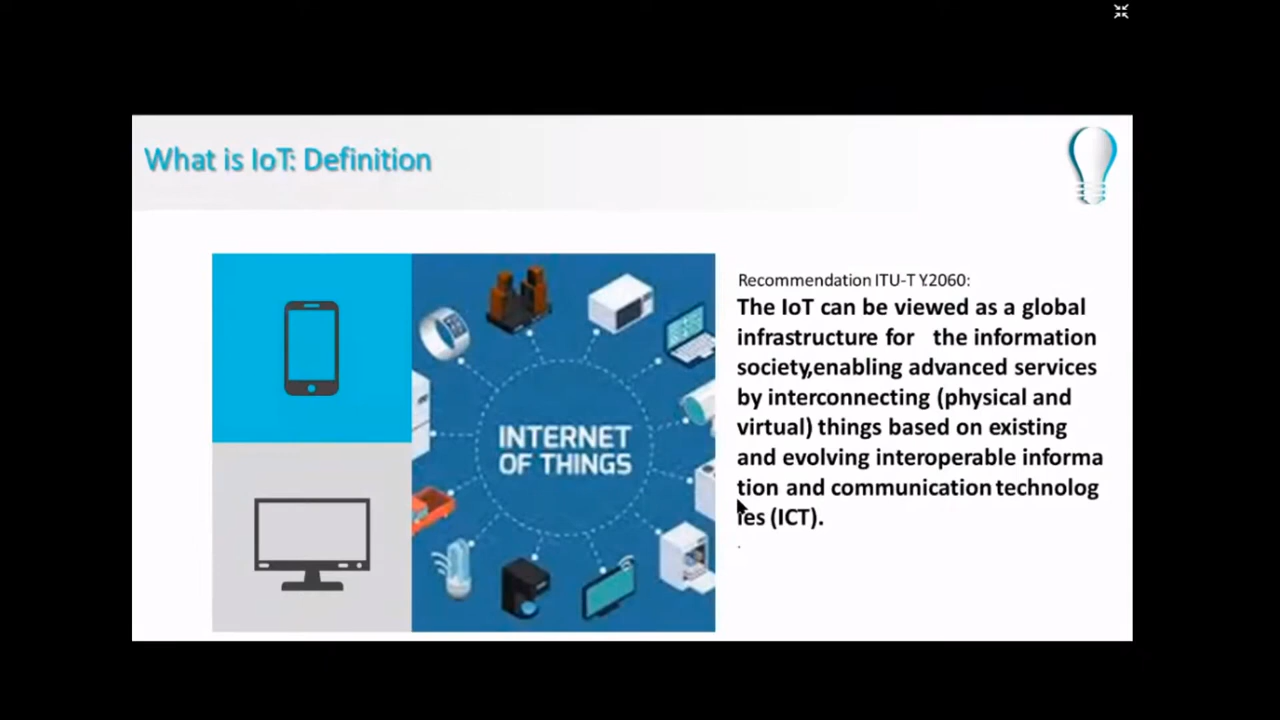 What is IoT: Definition
INTERNET
OF THINGS
Recommendation ITU-T Y.2060:
The IoT can be viewed as a global
infrastructure for the information
society,enabling advanced services
by interconnecting (physical and
virtual) things based on existing
and evolving interoperable informa
tion and communication technolog
ies (ICT).
.